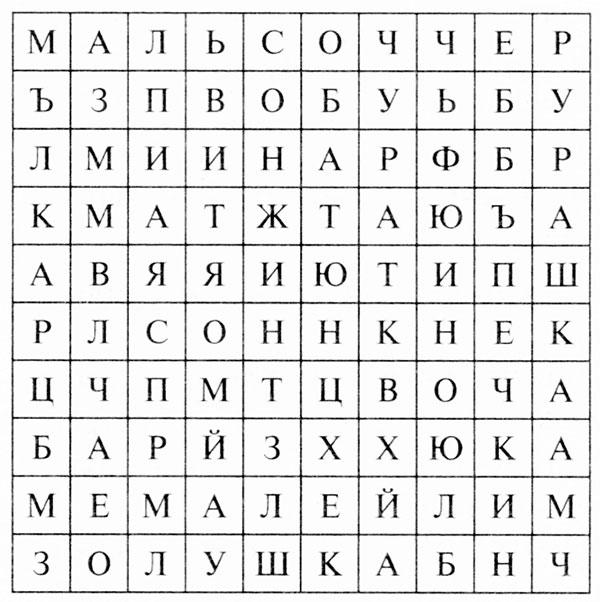 М А Л Ь С О Ч Ч Е Р
Ъ З П В О Б У Ь Б У
Л М И И Н А Р Ф Б Р
К М А Т Ж Т А Ю Ъ А
А В Я Я И Ю Т И П Ш
Р Л С О Н Н К Н Е К
Ц Ч П М Т Ц В О Ч А
Б А Р Й З Х Х Ю К А
М Е М А Л Е Й Л И М
З О Л У Ш К А Б Н Ч